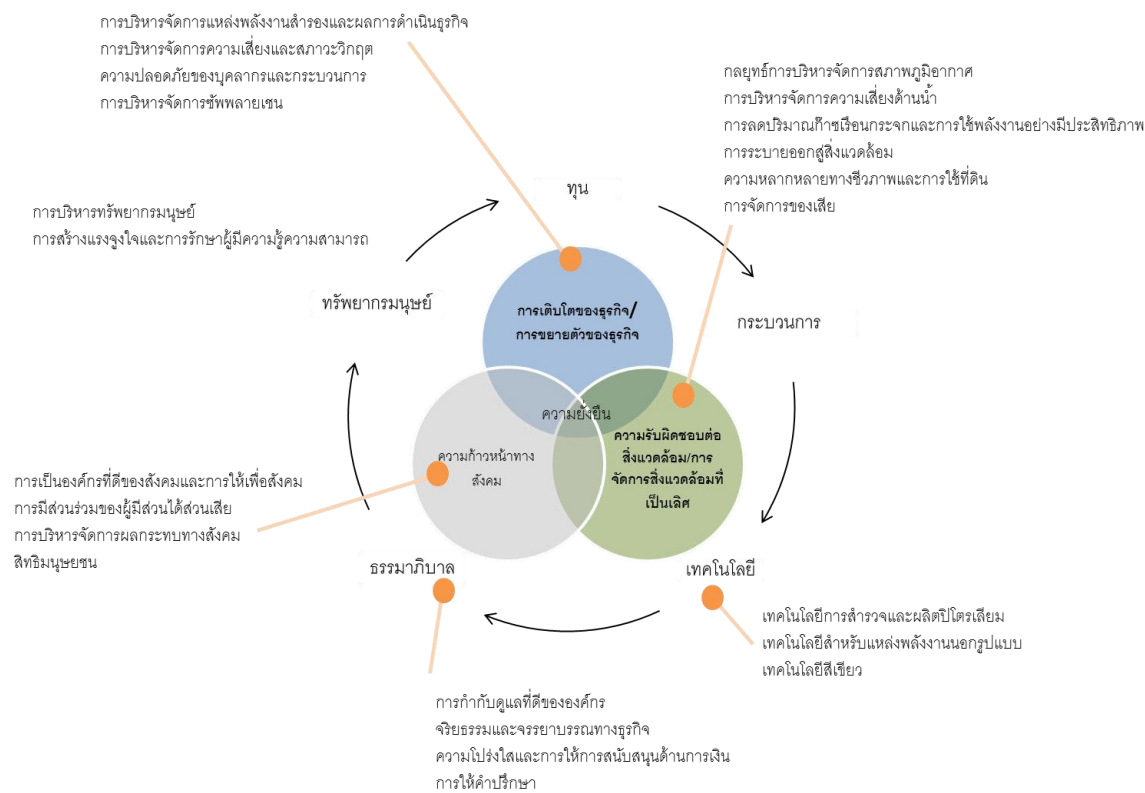 การบริหารจัดการแหล่งพลังงานสำรองและผลการดำเนินธุรกิจ
การบริหารจัดการความเสี่ยงและสภาวะวิกฤต
ความปลอดภัยของบุคลากรและกระบวนการ
การบริหารจัดการซัพพลายเชน
กลยุทธ์การบริหารจัดการสภาพภูมิอากาศ
การบริหารจัดการความเสี่ยงด้านน้ำ
การลดปริมาณก๊าซเรือนกระจกและการใช้พลังงานอย่างมีประสิทธิภาพ
การระบายออกสู่สิ่งแวดล้อม
ความหลากหลายทางชีวภาพและการใช้ที่ดิน
การจัดการของเสีย
ทุน
การบริหารทรัพยากรมนุษย์
การสร้างแรงจูงใจและการรักษาผู้มีความรู้ความสามารถ
ทรัพยากรมนุษย์
การเติบโตของธุรกิจ/
การขยายตัวของธุรกิจ
กระบวนการ
ความยั่งยืน
ความก้าวหน้าทาง
สังคม
ความรับผิดชอบต่อ
สิ่งแวดล้อม/การ
จัดการสิ่งแวดล้อมที่
เป็นเลิศ
การเป็นองค์กรที่ดีของสังคมและการให้เพื่อสังคม
การมีส่วนร่วมของผู้มีส่วนได้ส่วนเสีย
การบริหารจัดการผลกระทบทางสังคม
สิทธิมนุษยชน
ธรรมาภิบาล
เทคโนโลยี
เทคโนโลยีการสำรวจและผลิตปิโตรเลียม
เทคโนโลยีสำหรับแหล่งพลังงานนอกรูปแบบ
เทคโนโลยีสีเขียว
การกำกับดูแลที่ดีขององค์กร
จริยธรรมและจรรยาบรรณทางธุรกิจ
ความโปร่งใสและการให้การสนับสนุนด้านการเงิน
การให้คำปรึกษา